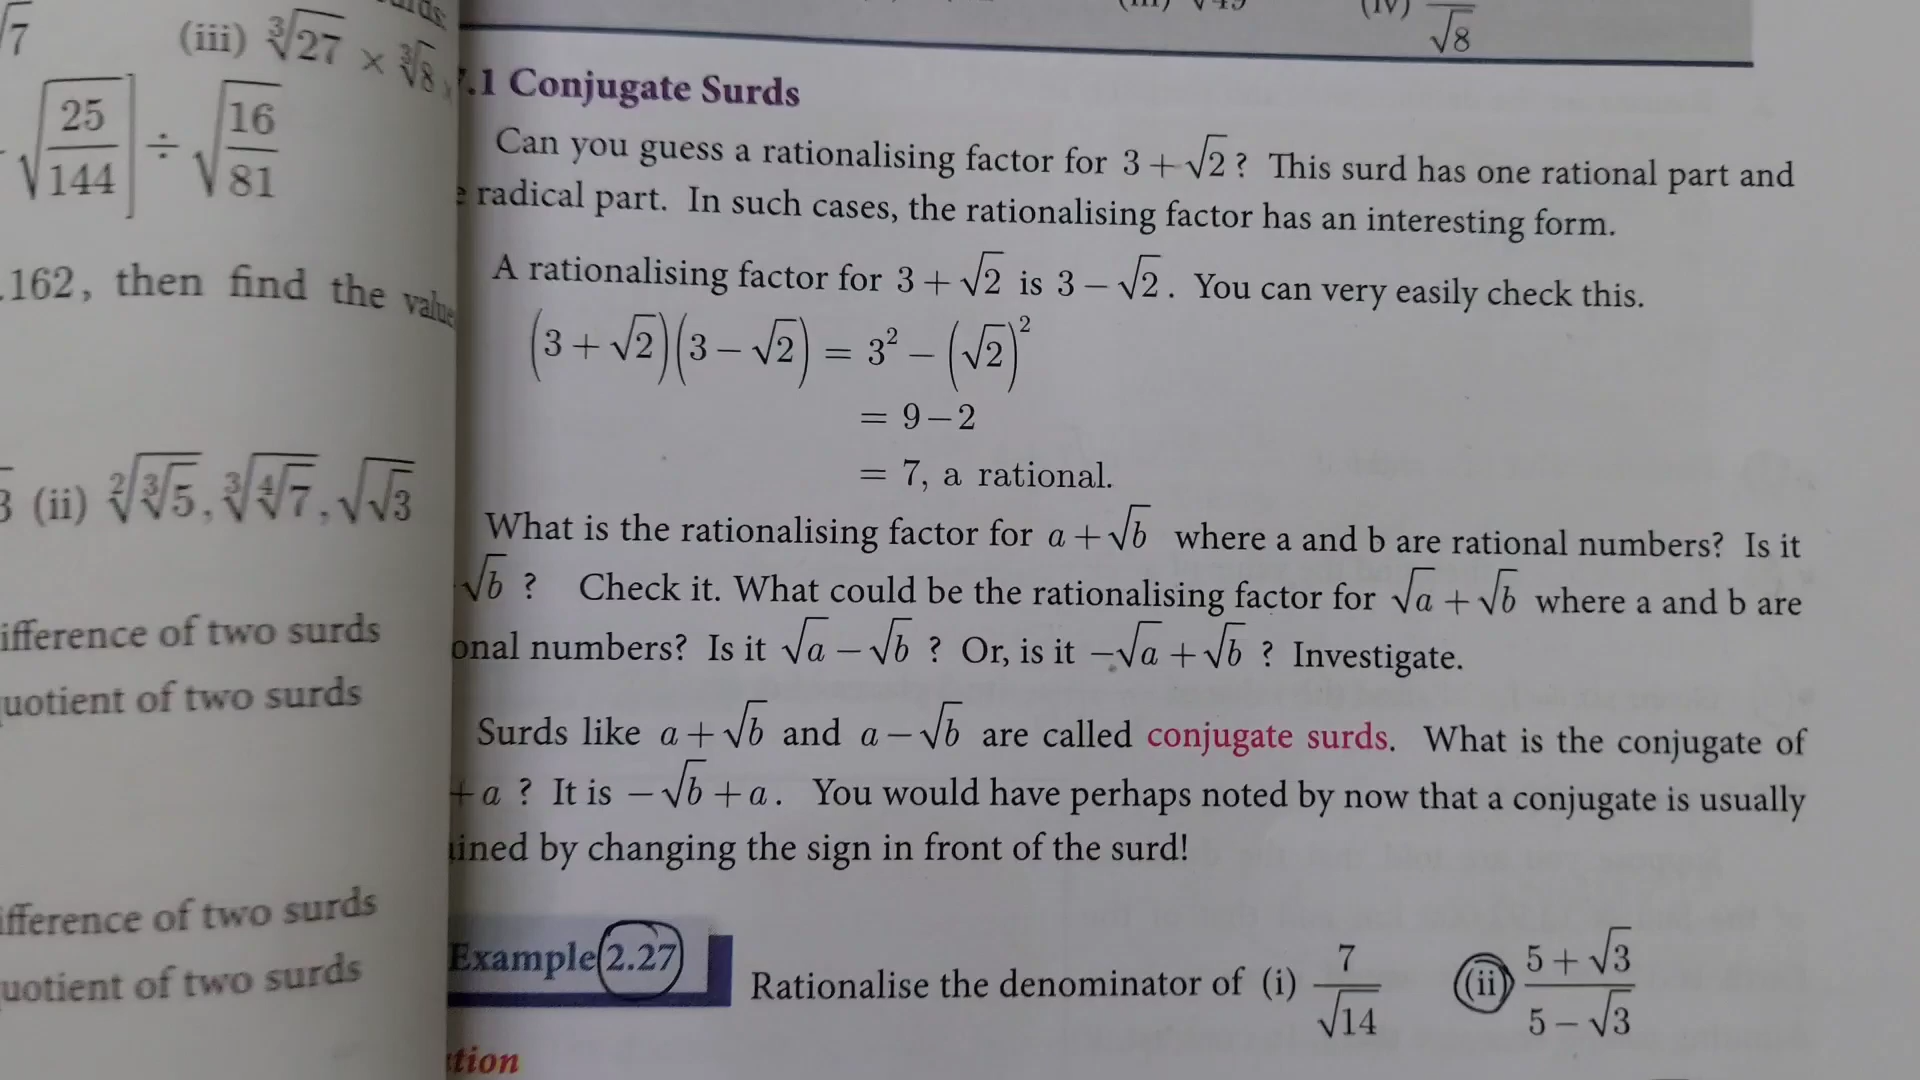 √7 (iii) ∛27 × ∛8
√(25/144)] ÷ √(16/81)
.162, then find the value
3 (ii) ²√∛5, ∛∜7, √√3
ifference of two surds
uotient of two surds
ifference of two surds
uotient of two surds
√8
.1 Conjugate Surds
Can you guess a rationalising factor for 3 + √2 ? This surd has one rational part and
e radical part. In such cases, the rationalising factor has an interesting form.
A rationalising factor for 3 + √2 is 3 – √2 . You can very easily check this.
(3 + √2)(3 – √2) = 3² – (√2)²
= 9 – 2
= 7, a rational.
What is the rationalising factor for a + √b where a and b are rational numbers? Is it
√b ? Check it. What could be the rationalising factor for √a + √b where a and b are
onal numbers? Is it √a – √b ? Or, is it –√a + √b ? Investigate.
Surds like a + √b and a – √b are called conjugate surds. What is the conjugate of
+ a ? It is – √b + a . You would have perhaps noted by now that a conjugate is usually
ined by changing the sign in front of the surd!
Example 2.27 Rationalise the denominator of (i) 7/√14 (ii) (5 + √3)/(5 – √3)
tion